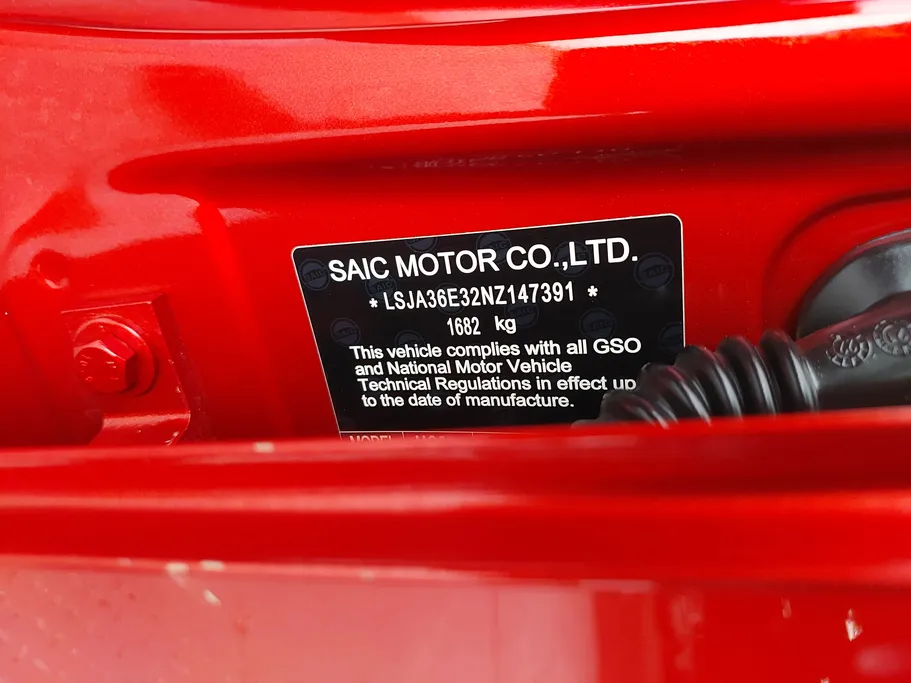 SAIC MOTOR CO.,LTD.
* LSJA36E32NZ147391 *
1682 kg
This vehicle complies with all GSO
and National Motor Vehicle
Technical Regulations in effect up
to the date of manufacture.
MODEL